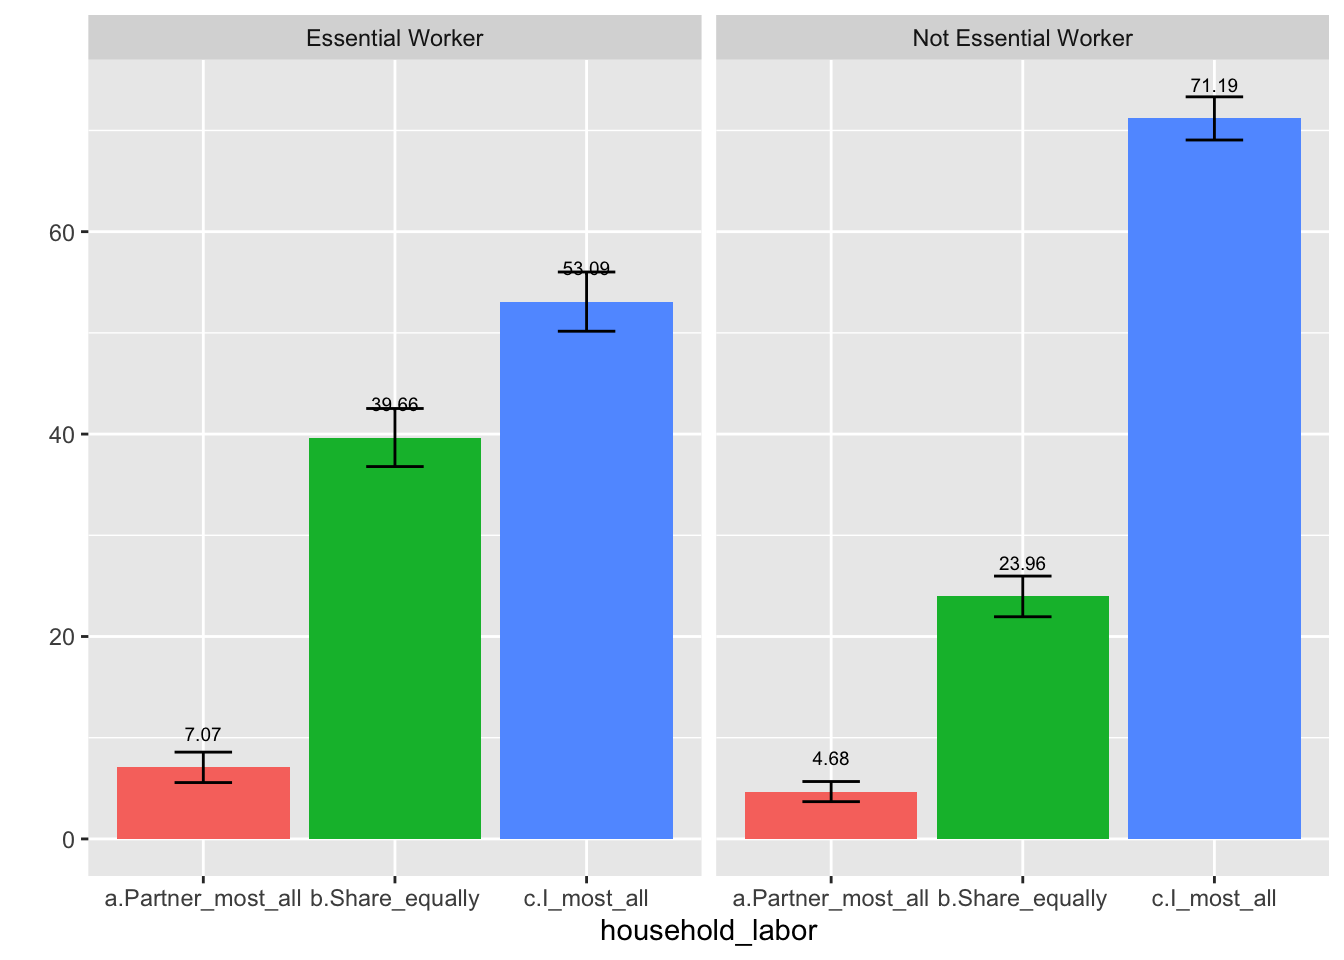 Essential Worker
Not Essential Worker
71.19
60
53.09
40
39.66
23.96
20
7.07
4.68
0
a.Partner_most_all b.Share_equally c.I_most_all
a.Partner_most_all b.Share_equally c.I_most_all
household_labor